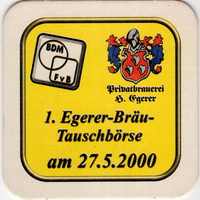 BDM
FvB
Privatbrauerei
H. Egerer
1. Egerer-Bräu-
Tauschbörse
am 27.5.2000